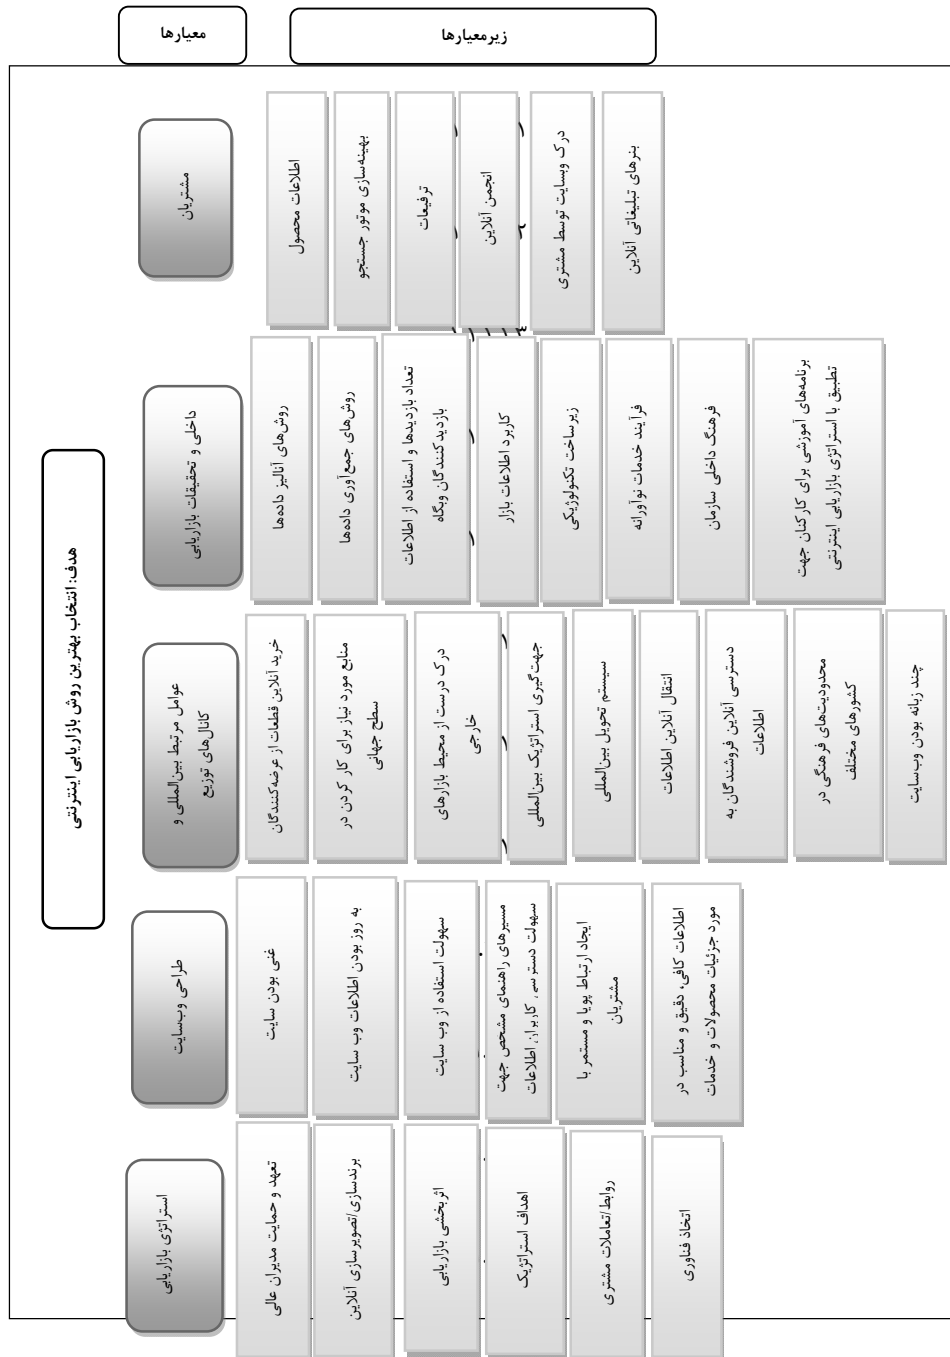 معیارها
زیرمعیارها
هدف: انتخاب بهترین روش بازاریابی اینترنتی
مشتریان
اطلاعات محصول
بهینه‌سازی موتور جستجو
ترفیعات
انجمن آنلاین
درک وبسایت توسط مشتری
بنرهای تبلیغاتی آنلاین
داخلی و تحقیقات بازاریابی
روش‌های آنالیز داده‌ها
روش‌های جمع‌آوری داده‌ها
تعداد بازدیدها و استفاده از اطلاعات
بازدیدکنندگان وبگاه
کاربرد اطلاعات بازار
زیرساخت تکنولوژیکی
فرآیند خدمات نوآورانه
فرهنگ داخلی سازمان
برنامه‌های آموزشی برای کارکنان جهت
تطبیق با استراتژی بازاریابی اینترنتی
عوامل مرتبط بین‌المللی و
کانال‌های توزیع
خرید آنلاین قطعات از عرضه‌کنندگان
منابع مورد نیاز برای کار کردن در
سطح جهانی
درک درست از محیط بازارهای
خارجی
جهت‌گیری استراتژیک بین‌المللی
سیستم تحویل بین‌المللی
انتقال آنلاین اطلاعات
دسترسی آنلاین فروشندگان به
اطلاعات
محدودیت‌های فرهنگی در
کشورهای مختلف
چند زبانه بودن وب‌سایت
طراحی وب‌سایت
غنی بودن سایت
به روز بودن اطلاعات وب سایت
سهولت استفاده از وب سایت
مسیرهای راهنمای مشخص جهت
سهولت دسترسی کاربران اطلاعات
ایجاد ارتباط پویا و مستمر با
مشتریان
اطلاعات کافی، دقیق و مناسب در
مورد جزئیات محصولات و خدمات
استراتژی بازاریابی
تعهد و حمایت مدیران عالی
برندسازی/تصویرسازی آنلاین
اثربخشی بازاریابی
اهداف استراتژیک
روابط/تعاملات مشتری
اتخاذ فناوری